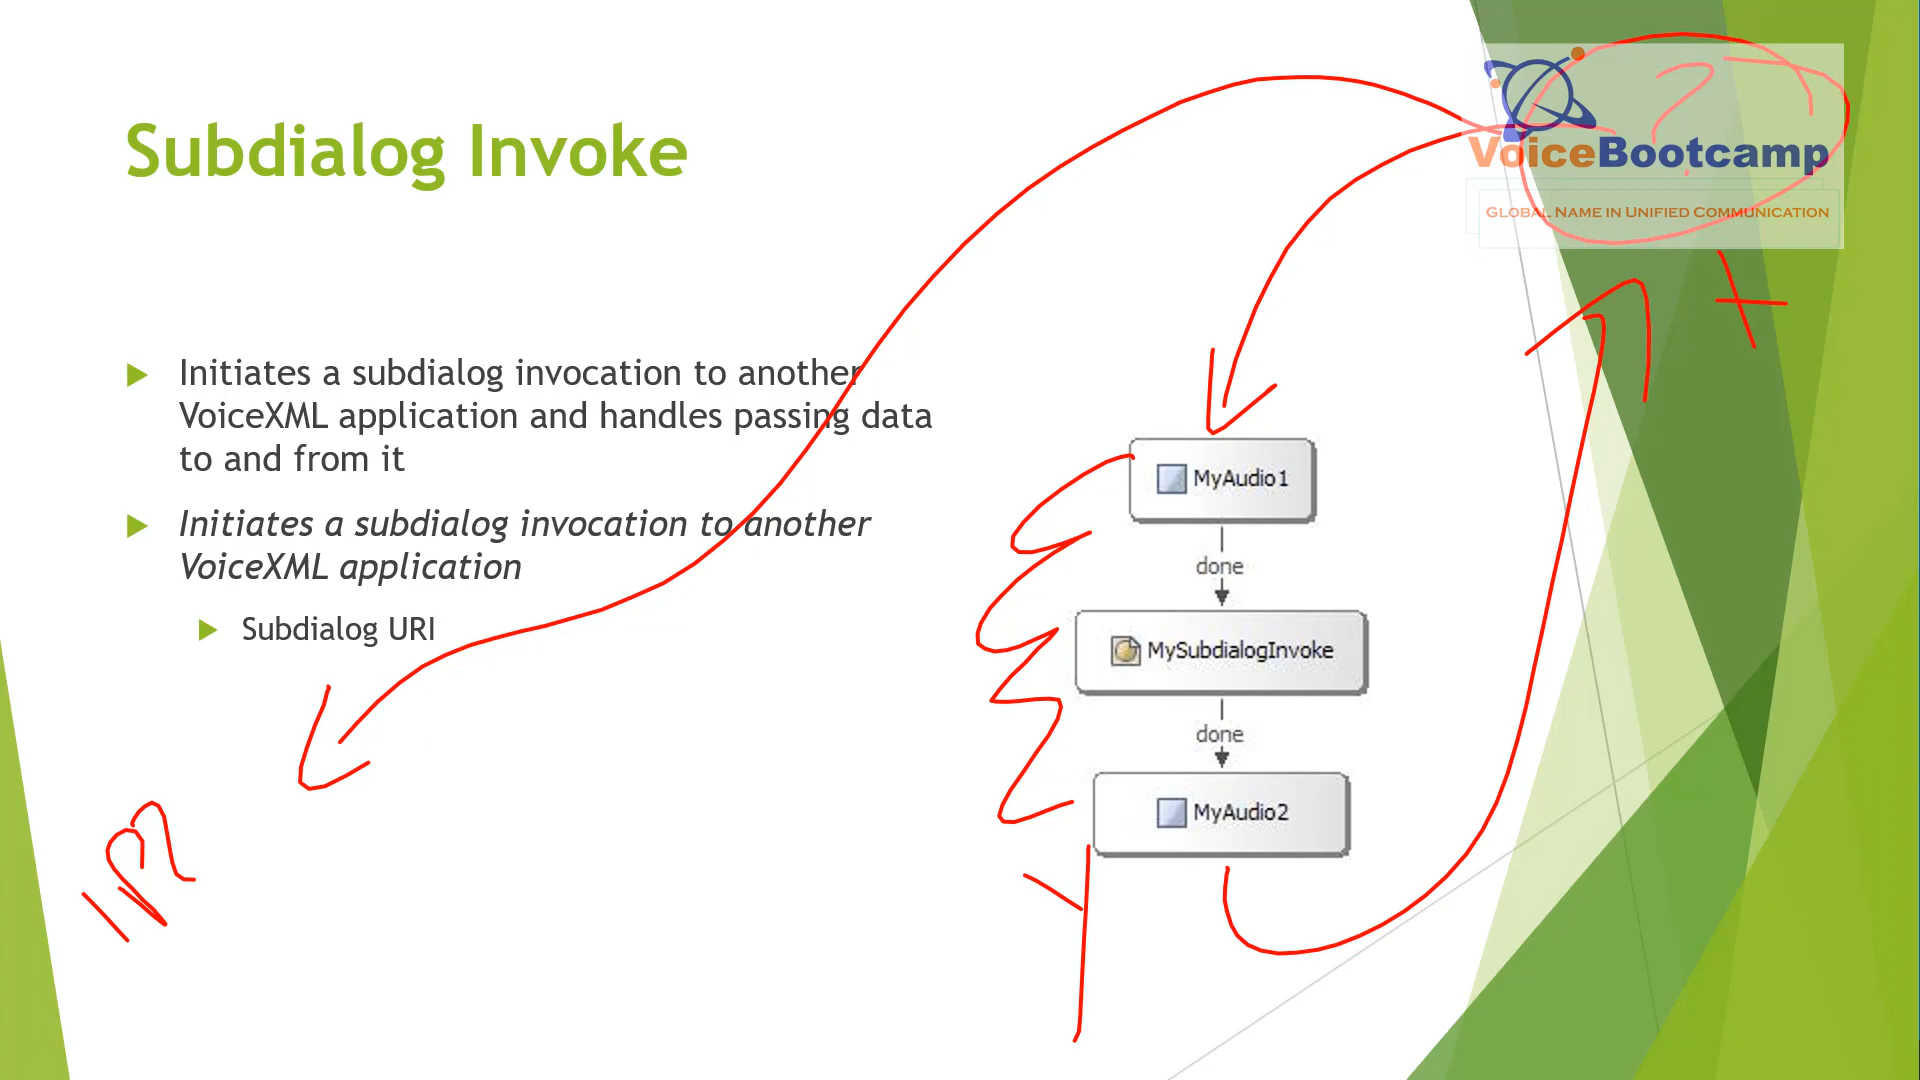 Subdialog Invoke
VoiceBootcamp
Global Name in Unified Communication
Initiates a subdialog invocation to another
VoiceXML application and handles passing data
to and from it
Initiates a subdialog invocation to another
VoiceXML application
Subdialog URI
MyAudio1
done
MySubdialogInvoke
done
MyAudio2